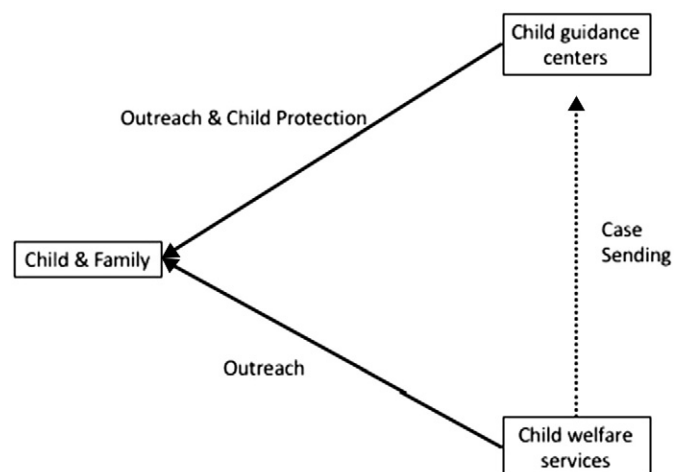 Child guidance
centers
Outreach & Child Protection
Case
Sending
Child & Family
Outreach
Child welfare
services